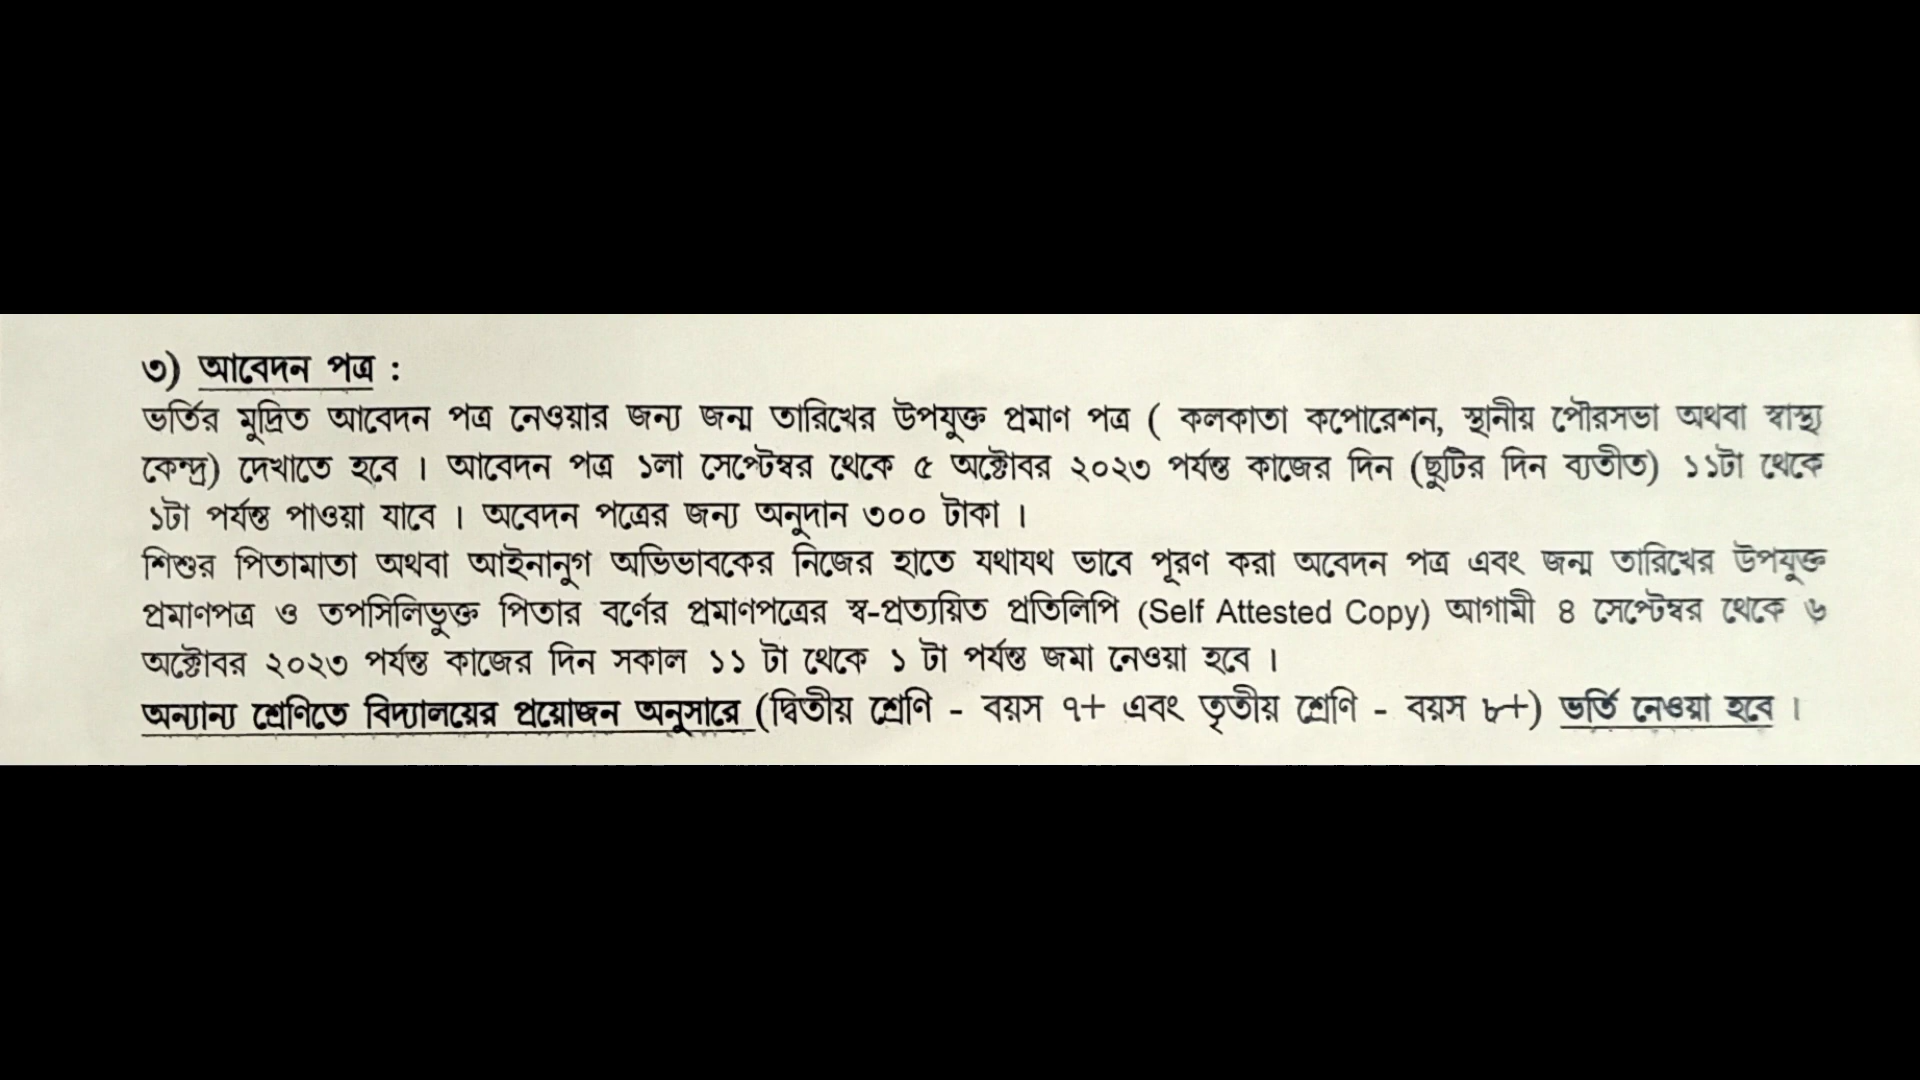 ৩) আবেদন পত্র :
ভর্তির মুদ্রিত আবেদন পত্র নেওয়ার জন্য জন্ম তারিখের উপযুক্ত প্রমাণ পত্র ( কলকাতা কপোরেশন, স্থানীয় পৌরসভা অথবা স্বাস্থ্য
কেন্দ্র) দেখাতে হবে । আবেদন পত্র ১লা সেপ্টেম্বর থেকে ৫ অক্টোবর ২০২৩ পর্যন্ত কাজের দিন (ছুটির দিন ব্যতীত) ১১টা থেকে
১টা পর্যন্ত পাওয়া যাবে । অবেদন পত্রের জন্য অনুদান ৩০০ টাকা ।
শিশুর পিতামাতা অথবা আইনানুগ অভিভাবকের নিজের হাতে যথাযথ ভাবে পূরণ করা অবেদন পত্র এবং জন্ম তারিখের উপযুক্ত
প্রমাণপত্র ও তপসিলিভুক্ত পিতার বর্ণের প্রমাণপত্রের স্ব-প্রত্যয়িত প্রতিলিপি (Self Attested Copy) আগামী ৪ সেপ্টেম্বর থেকে ৬
অক্টোবর ২০২৩ পর্যন্ত কাজের দিন সকাল ১১ টা থেকে ১ টা পর্যন্ত জমা নেওয়া হবে ।
অন্যান্য শ্রেণিতে বিদ্যালয়ের প্রয়োজন অনুসারে (দ্বিতীয় শ্রেণি - বয়স ৭+ এবং তৃতীয় শ্রেণি - বয়স ৮+) ভর্তি নেওয়া হবে ।